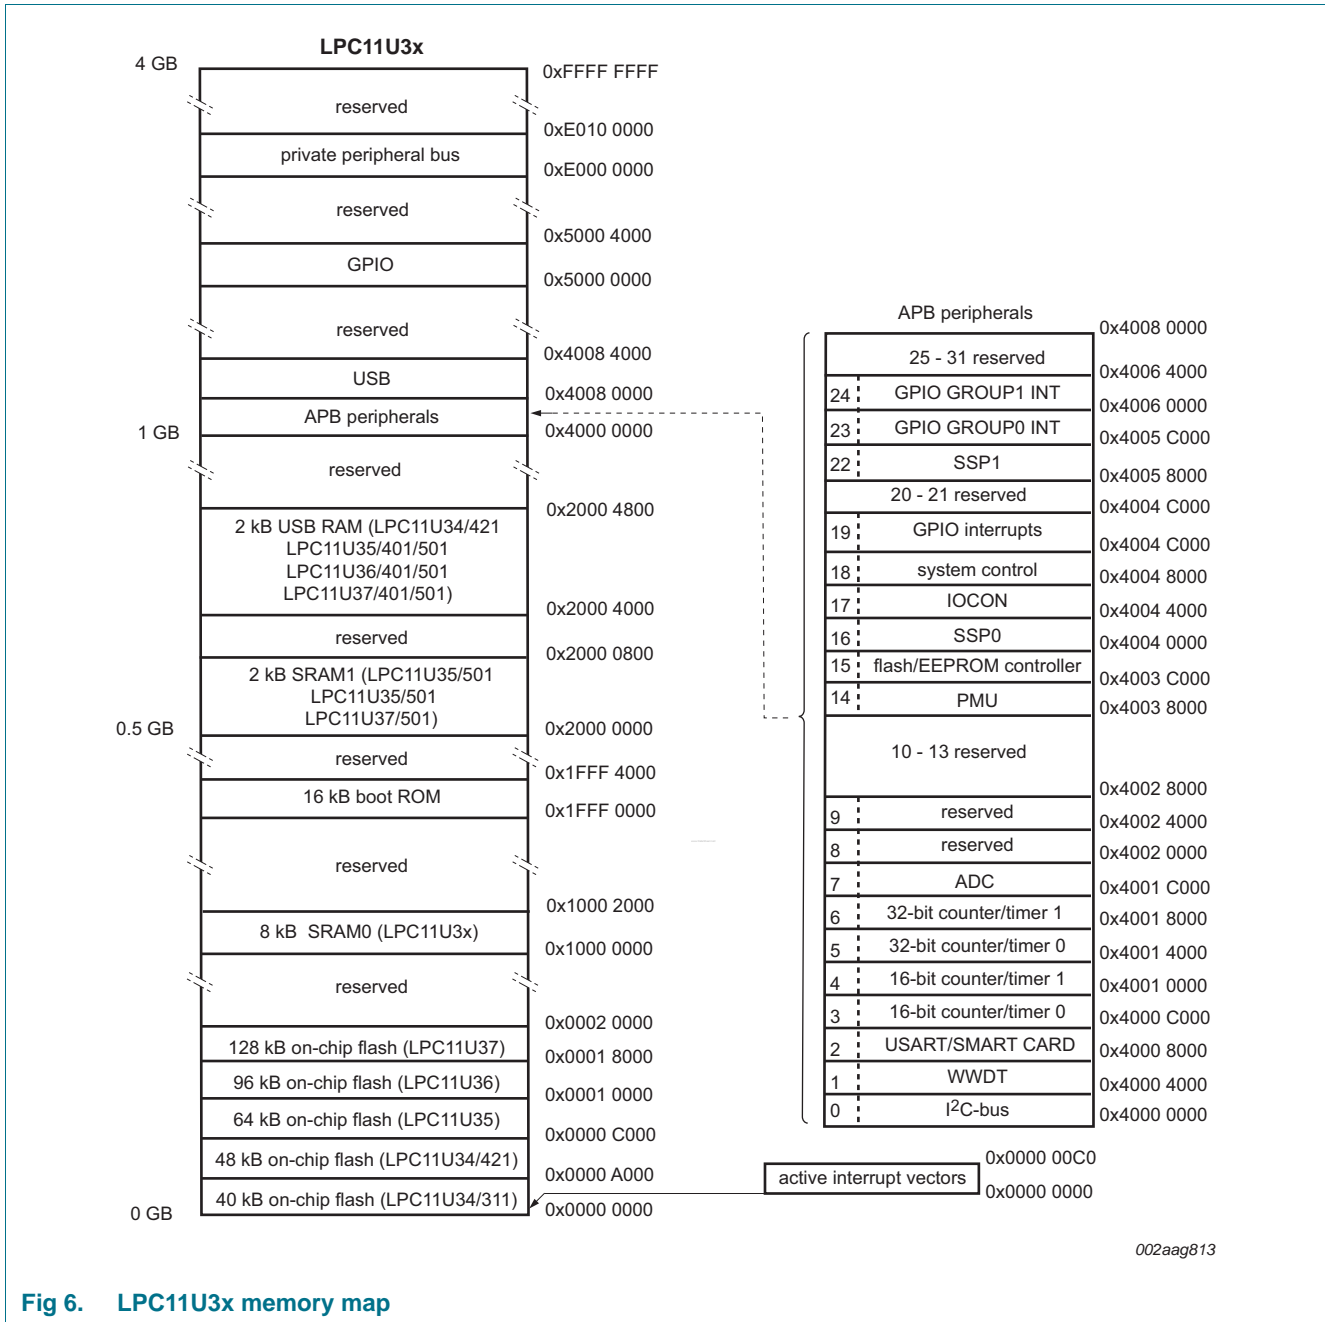 LPC11U3x
4 GB
0xFFFF FFFF
reserved
0xE010 0000
private peripheral bus
0xE000 0000
reserved
0x5000 4000
GPIO
0x5000 0000
reserved
0x4008 4000
USB
0x4008 0000
APB peripherals
1 GB
0x4000 0000
reserved
0x2000 4800
2 kB USB RAM (LPC11U34/421
LPC11U35/401/501
LPC11U36/401/501
LPC11U37/401/501)
0x2000 4000
reserved
0x2000 0800
2 kB SRAM1 (LPC11U35/501
LPC11U35/501
LPC11U37/501)
0.5 GB
0x2000 0000
reserved
0x1FFF 4000
16 kB boot ROM
0x1FFF 0000
reserved
0x1000 2000
8 kB SRAM0 (LPC11U3x)
0x1000 0000
reserved
0x0002 0000
128 kB on-chip flash (LPC11U37)
0x0001 8000
96 kB on-chip flash (LPC11U36)
0x0001 0000
64 kB on-chip flash (LPC11U35)
0x0000 C000
48 kB on-chip flash (LPC11U34/421)
0x0000 A000
40 kB on-chip flash (LPC11U34/311)
0 GB
0x0000 0000
APB peripherals
0x4008 0000
25 - 31 reserved
0x4006 4000
24 GPIO GROUP1 INT
0x4006 0000
23 GPIO GROUP0 INT
0x4005 C000
22 SSP1
0x4005 8000
20 - 21 reserved
0x4004 C000
19 GPIO interrupts
0x4004 C000
18 system control
0x4004 8000
17 IOCON
0x4004 4000
16 SSP0
0x4004 0000
15 flash/EEPROM controller
0x4003 C000
14 PMU
0x4003 8000
10 - 13 reserved
0x4002 8000
9 reserved
0x4002 4000
8 reserved
0x4002 0000
7 ADC
0x4001 C000
6 32-bit counter/timer 1
0x4001 8000
5 32-bit counter/timer 0
0x4001 4000
4 16-bit counter/timer 1
0x4001 0000
3 16-bit counter/timer 0
0x4000 C000
2 USART/SMART CARD
0x4000 8000
1 WWDT
0x4000 4000
0 I2C-bus
0x4000 0000
0x0000 00C0
active interrupt vectors
0x0000 0000
002aag813
Fig 6. LPC11U3x memory map